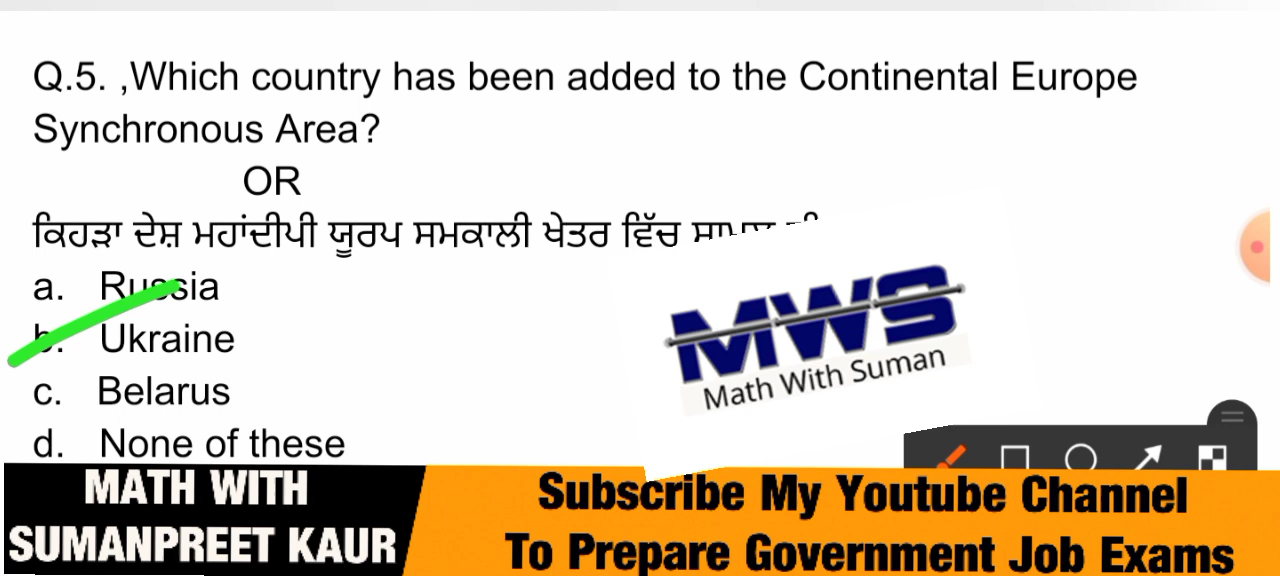 Q.5. ,Which country has been added to the Continental Europe
Synchronous Area?
OR
ਕਿਹੜਾ ਦੇਸ਼ ਮਹਾਂਦੀਪੀ ਯੂਰਪ ਸਮਕਾਲੀ ਖੇਤਰ ਵਿੱਚ
a. Russia
b. Ukraine
c. Belarus
d. None of these
MWS
Math With Suman
MATH WITH
SUMANPREET KAUR
Subscribe My Youtube Channel
To Prepare Government Job Exams